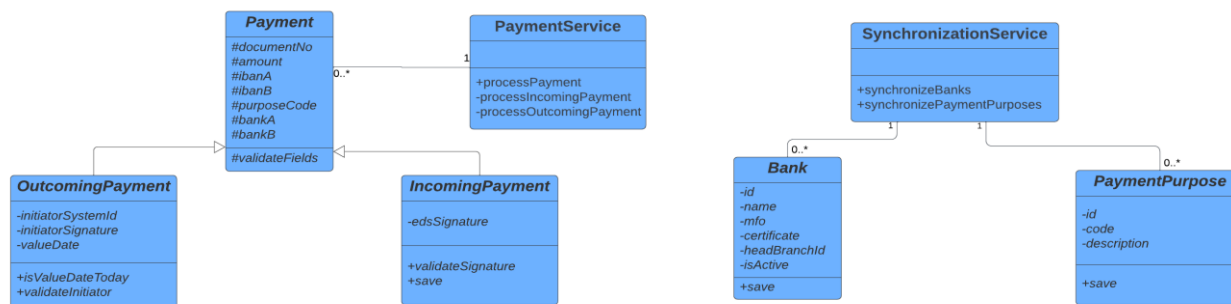 Payment
#documentNo
#amount
#ibanA
#ibanB
#purposeCode
#bankA
#bankB
#validateFields
0..*
1
PaymentService
+processPayment
-processIncomingPayment
-processOutcomingPayment
OutcomingPayment
-initiatorSystemId
-initiatorSignature
-valueDate
+isValueDateToday
+validateInitiator
IncomingPayment
-edsSignature
+validateSignature
+save
SynchronizationService
+synchronizeBanks
+synchronizePaymentPurposes
1
1
0..*
0..*
Bank
-id
-name
-mfo
-certificate
-headBranchId
-isActive
+save
PaymentPurpose
-id
-code
-description
+save